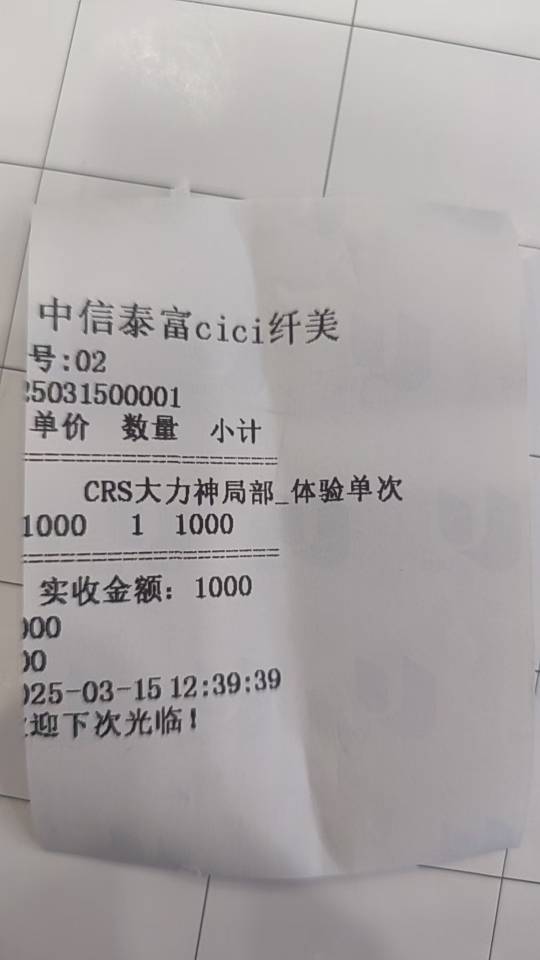 中信泰富cici纤美
号:02
25031500001
单价 数量 小计
==============================
CRS大力神局部_体验单次
1000 1 1000
==============================
实收金额: 1000
000
00
025-03-15 12:39:39
迎下次光临!